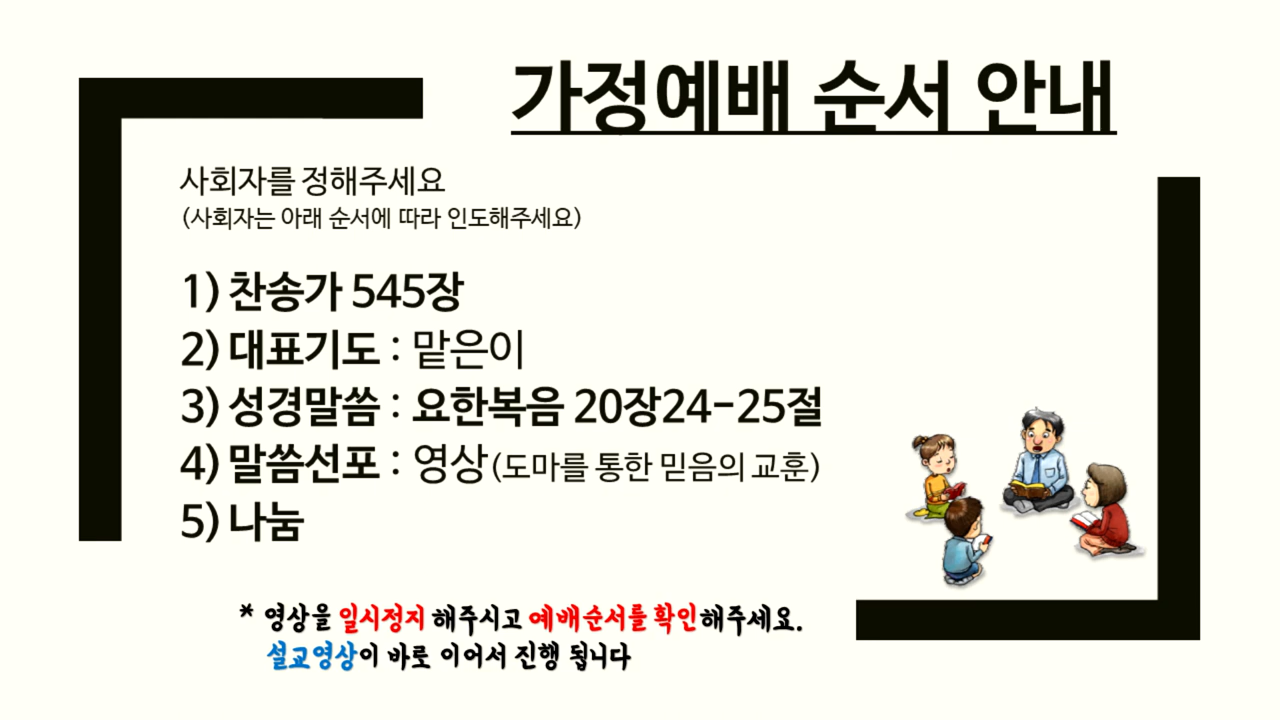 가정예배 순서 안내
사회자를 정해주세요
(사회자는 아래 순서에 따라 인도해주세요)
1) 찬송가 545장
2) 대표기도 : 맡은이
3) 성경말씀 : 요한복음 20장24-25절
4) 말씀선포 : 영상(도마를 통한 믿음의 교훈)
5) 나눔
* 영상을 일시정지 해주시고 예배순서를 확인해주세요.
설교영상이 바로 이어서 진행 됩니다